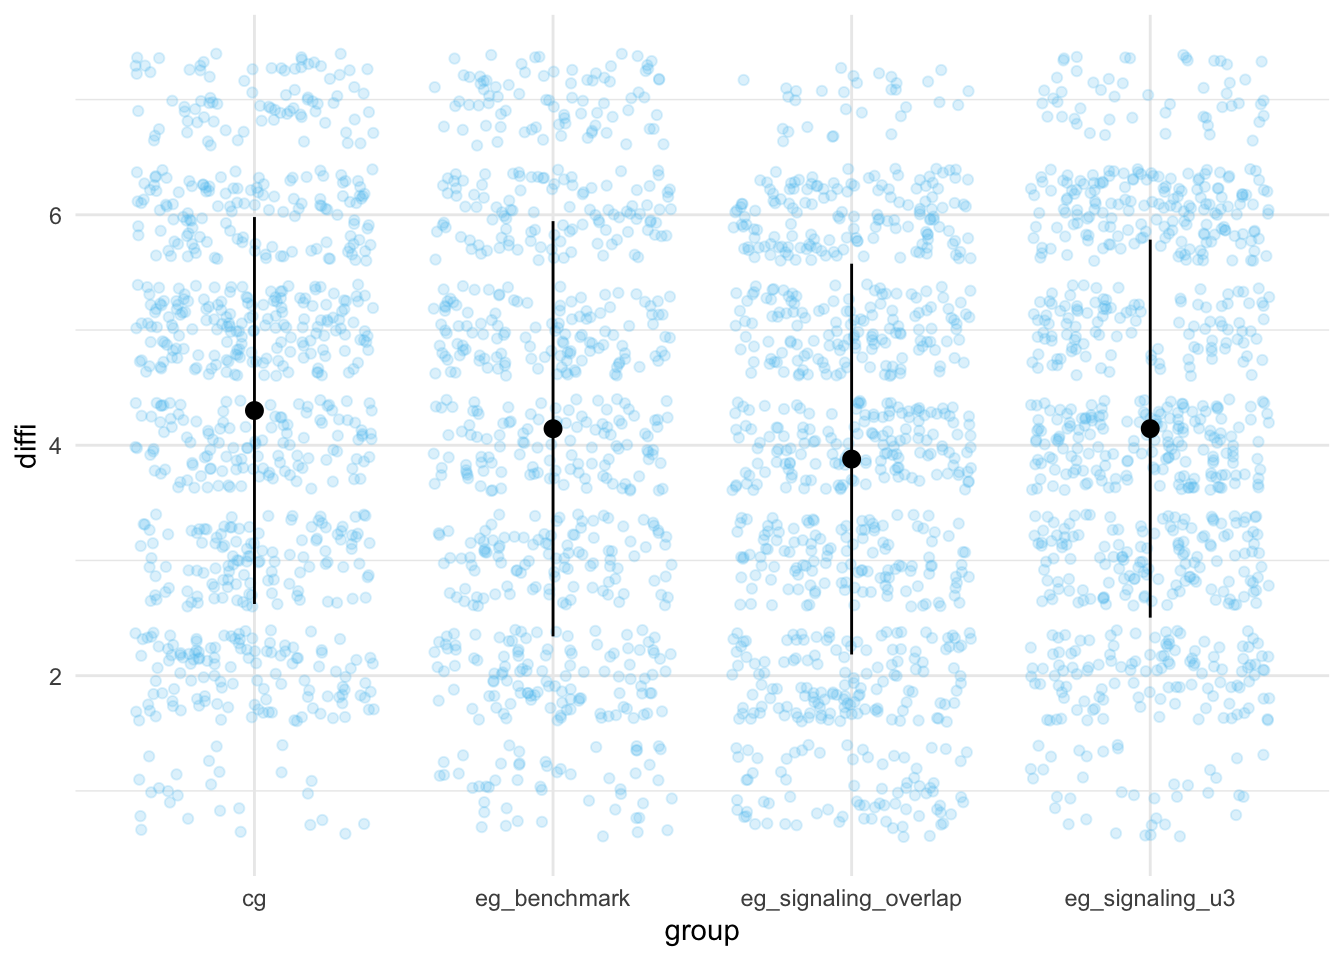 diffi
6
4
2
cg
eg_benchmark
eg_signaling_overlap
eg_signaling_u3
group